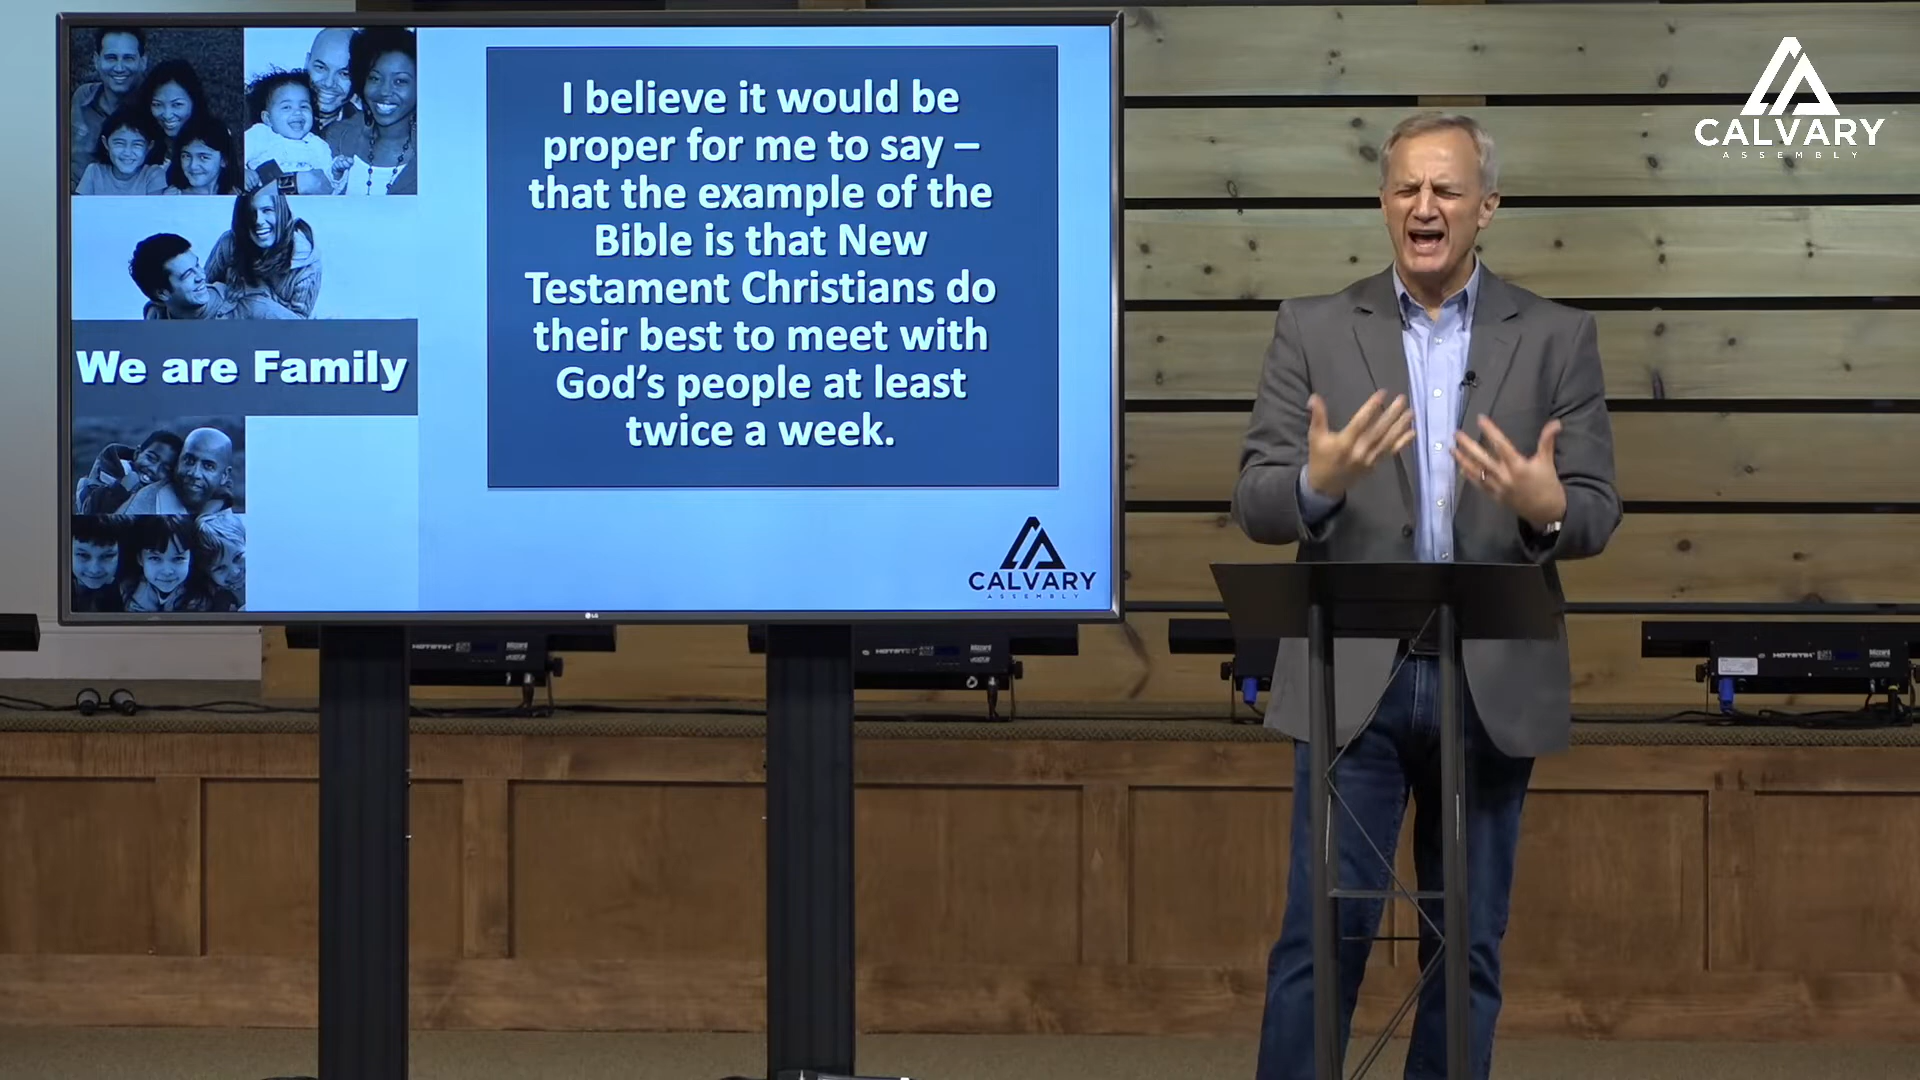 I believe it would be
proper for me to say –
that the example of the
Bible is that New
Testament Christians do
their best to meet with
God's people at least
twice a week.
We are Family
CALVARY
ASSEMBLY
LG
CALVARY
ASSEMBLY